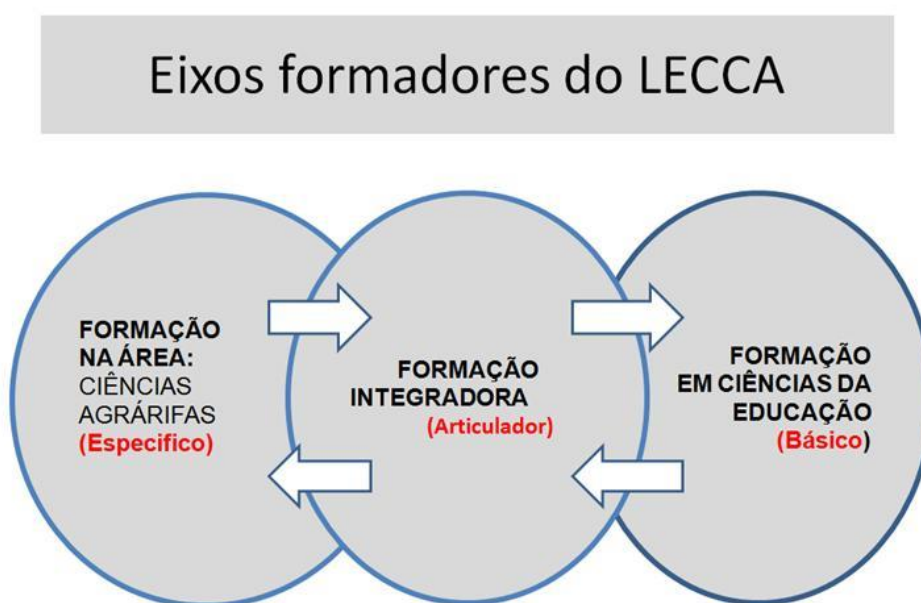 Eixos formadores do LECCA
FORMAÇÃO
NA ÁREA:
CIÊNCIAS
AGRÁRIFAS
(Especifico)
FORMAÇÃO
INTEGRADORA
(Articulador)
FORMAÇÃO
EM CIÊNCIAS DA
EDUCAÇÃO
(Básico)